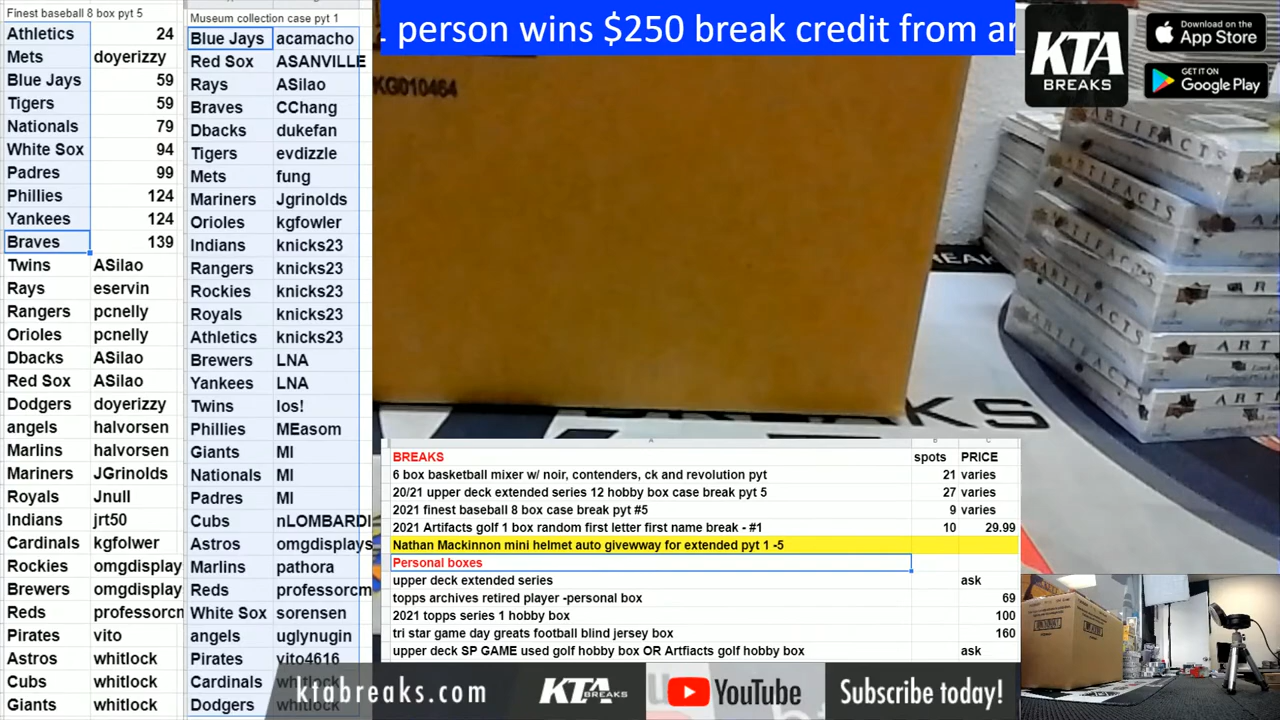 Finest baseball 8 box pyt 5
Athletics 24
Mets doyerizzy
Blue Jays 59
Tigers 59
Nationals 79
White Sox 94
Padres 99
Phillies 124
Yankees 124
Braves 139
Twins ASilao
Rays eservin
Rangers pcnelly
Orioles pcnelly
Dbacks ASilao
Red Sox ASilao
Dodgers doyerizzy
angels halvorsen
Marlins halvorsen
Mariners JGrinolds
Royals Jnull
Indians jrt50
Cardinals kgfolwer
Rockies omgdisplay
Brewers omgdisplay
Reds professorcn
Pirates vito
Astros whitlock
Cubs whitlock
Giants whitlock
Museum collection case pyt 1
Blue Jays acamacho
Red Sox ASANVILLE
Rays ASilao
Braves CChang
Dbacks dukefan
Tigers evdizzle
Mets fung
Mariners Jgrinolds
Orioles kgfowler
Indians knicks23
Rangers knicks23
Rockies knicks23
Royals knicks23
Athletics knicks23
Brewers LNA
Yankees LNA
Twins los!
Phillies MEasom
Giants MI
Nationals MI
Padres MI
Cubs nLOMBARDI
Astros omgdisplays
Marlins pathora
Reds professorcm
White Sox sorensen
angels uglynugin
Pirates vito4616
Cardinals whitlock
Dodgers whitlock
person wins $250 break credit from
KTA
BREAKS
Download on the
App Store
GET IT ON
Google Play
KG010464
ARTIFACTS
ARTIFACTS
ARTIFACTS
ARTIFACTS
ARTIFACTS
ARTIFACTS
BREAKS
BREAKS spots PRICE
6 box basketball mixer w/ noir, contenders, ck and revolution pyt 21 varies
20/21 upper deck extended series 12 hobby box case break pyt 5 27 varies
2021 finest baseball 8 box case break pyt #5 9 varies
2021 Artifacts golf 1 box random first letter first name break - #1 10 29.99
Nathan Mackinnon mini helmet auto givewway for extended pyt 1 -5
Personal boxes
upper deck extended series ask
topps archives retired player -personal box 69
2021 topps series 1 hobby box 100
tri star game day greats football blind jersey box 160
upper deck SP GAME used golf hobby box OR Artfiacts golf hobby box ask
ktabreaks.com
KTA
BREAKS
YouTube
Subscribe today!